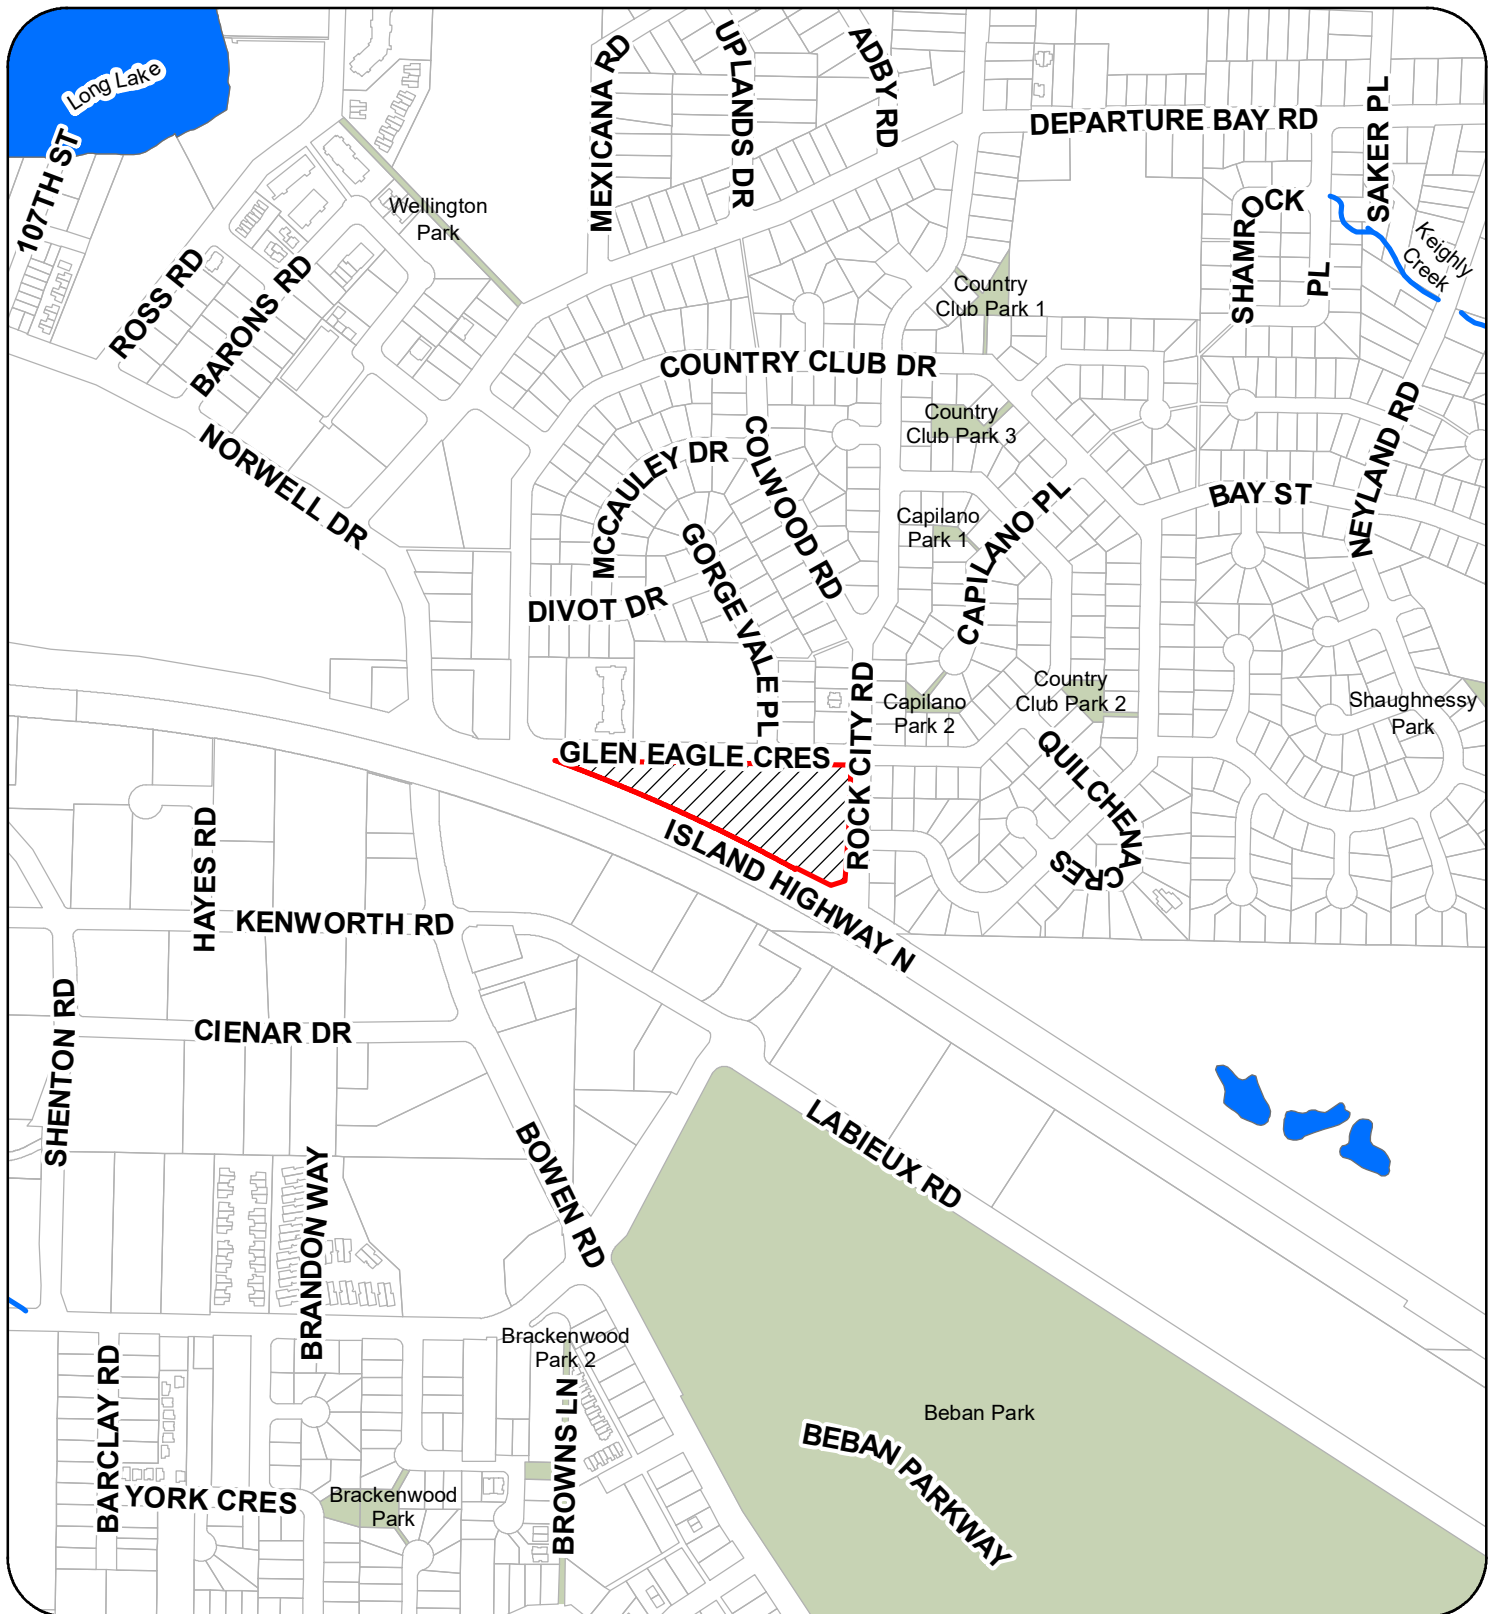 Long Lake
107TH ST
MEXICANA RD
UPLANDS DR
ADBY RD
DEPARTURE BAY RD
SAKER PL
Wellington
Park
SHAMROCK
PL
Keighly
Creek
ROSS RD
BARONS RD
Country
Club Park 1
COUNTRY CLUB DR
Country
Club Park 3
NEYLAND RD
NORWELL DR
MCCAULEY DR
COLWOOD RD
BAY ST
Capilano
Park 1
CAPILANO PL
GORGE VALE PL
DIVOT DR
ROCK CITY RD
Capilano
Park 2
Country
Club Park 2
Shaughnessy
Park
GLEN EAGLE CRES
QUILCHENA
CRES
ISLAND HIGHWAY N
HAYES RD
KENWORTH RD
SHENTON RD
CIENAR DR
LABIEUX RD
BOWEN RD
BRANDON WAY
Brackenwood
Park 2
BARCLAY RD
BROWNS LN
Beban Park
BEBAN PARKWAY
YORK CRES
Brackenwood
Park